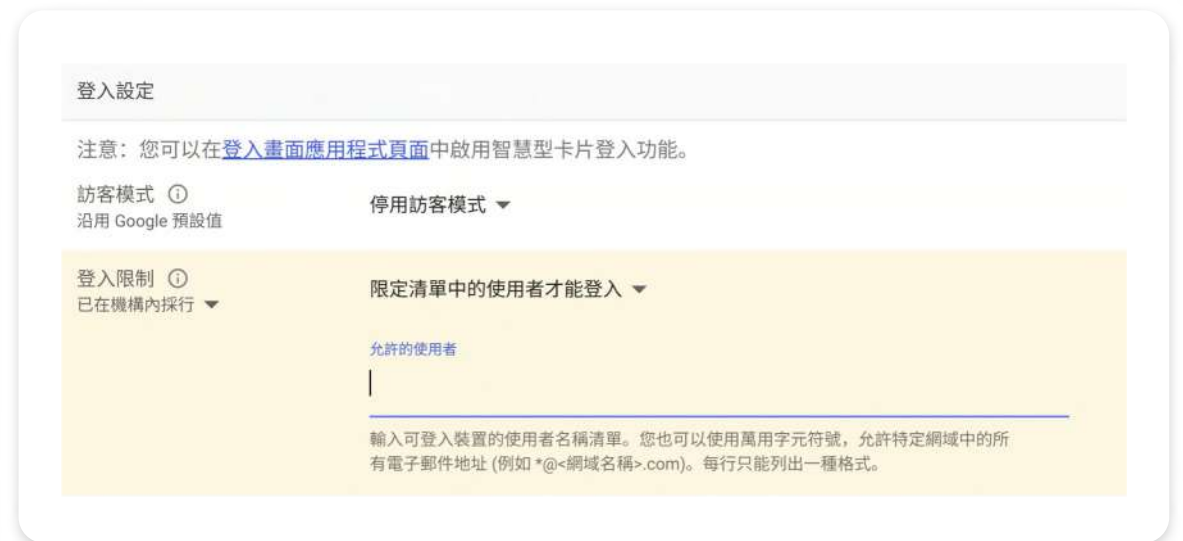 登入設定
注意：您可以在登入畫面應用程式頁面中啟用智慧型卡片登入功能。
訪客模式
沿用 Google 預設值
停用訪客模式
登入限制
已在機構內採行
限定清單中的使用者才能登入
允許的使用者
輸入可登入裝置的使用者名稱清單。您也可以使用萬用字元符號，允許特定網域中的所
有電子郵件地址 (例如 *@<網域名稱>.com)。每行只能列出一種格式。